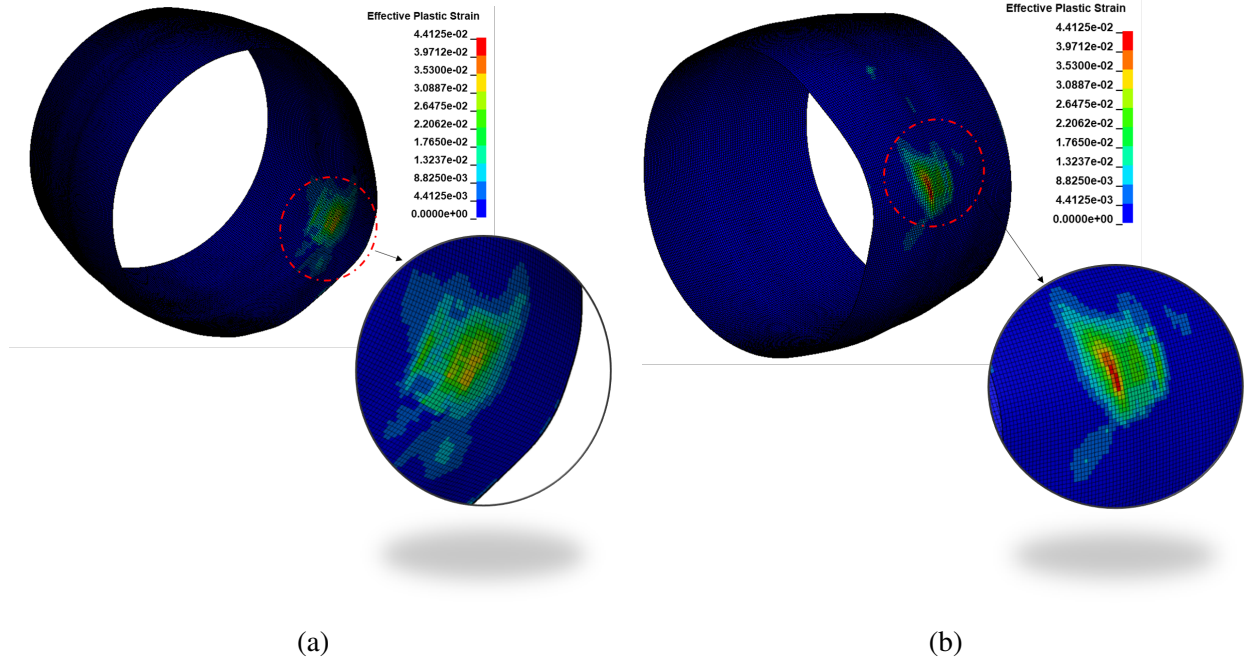 Effective Plastic Strain
4.4125e-02
3.9712e-02
3.5300e-02
3.0887e-02
2.6475e-02
2.2062e-02
1.7650e-02
1.3237e-02
8.8250e-03
4.4125e-03
0.0000e+00
Effective Plastic Strain
4.4125e-02
3.9712e-02
3.5300e-02
3.0887e-02
2.6475e-02
2.2062e-02
1.7650e-02
1.3237e-02
8.8250e-03
4.4125e-03
0.0000e+00
(a)
(b)